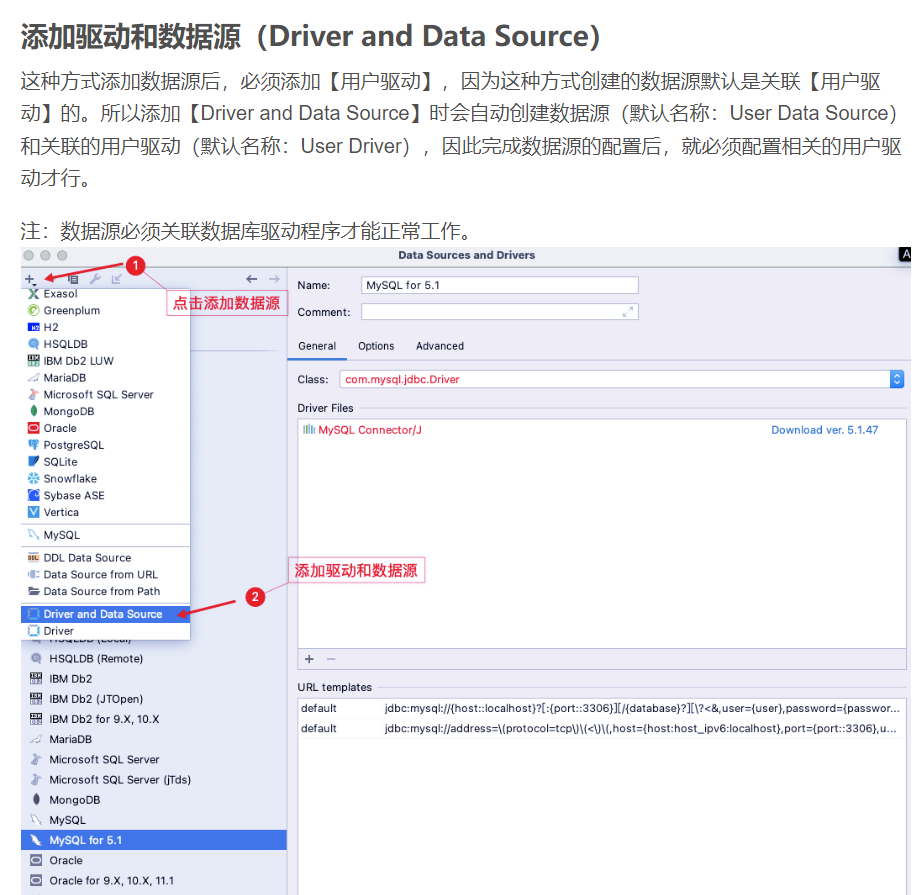 添加驱动和数据源（Driver and Data Source）
这种方式添加数据源后，必须添加【用户驱动】，因为这种方式创建的数据源默认是关联【用户驱
动】的。所以添加【Driver and Data Source】时会自动创建数据源（默认名称：User Data Source）
和关联的用户驱动（默认名称：User Driver），因此完成数据源的配置后，就必须配置相关的用户驱
动才行。
注：数据源必须关联数据库驱动程序才能正常工作。
Data Sources and Drivers
A
1
点击添加数据源
Exasol
Greenplum
H2
HSQLDB
IBM Db2 LUW
MariaDB
Microsoft SQL Server
MongoDB
Oracle
PostgreSQL
SQLite
Snowflake
Sybase ASE
Vertica
MySQL
DDL Data Source
Data Source from URL
Data Source from Path
Driver and Data Source
Driver
2
添加驱动和数据源
HSQLDB (Local)
HSQLDB (Remote)
IBM Db2
IBM Db2 (JTOpen)
IBM Db2 for 9.X, 10.X
MariaDB
Microsoft SQL Server
Microsoft SQL Server (jTds)
MongoDB
MySQL
MySQL for 5.1
Oracle
Oracle for 9.X, 10.X, 11.1
Name: MySQL for 5.1
Comment:
General Options Advanced
Class: com.mysql.jdbc.Driver
Driver Files
MySQL Connector/J Download ver. 5.1.47
URL templates
default jdbc:mysql://{host::localhost}?[:{port::3306}][/{database}?][\?<&,user={user},password={passwor...
default jdbc:mysql://address=\(protocol=tcp\)\(<\)\(,host={host:host_ipv6:localhost},port={port::3306},u...